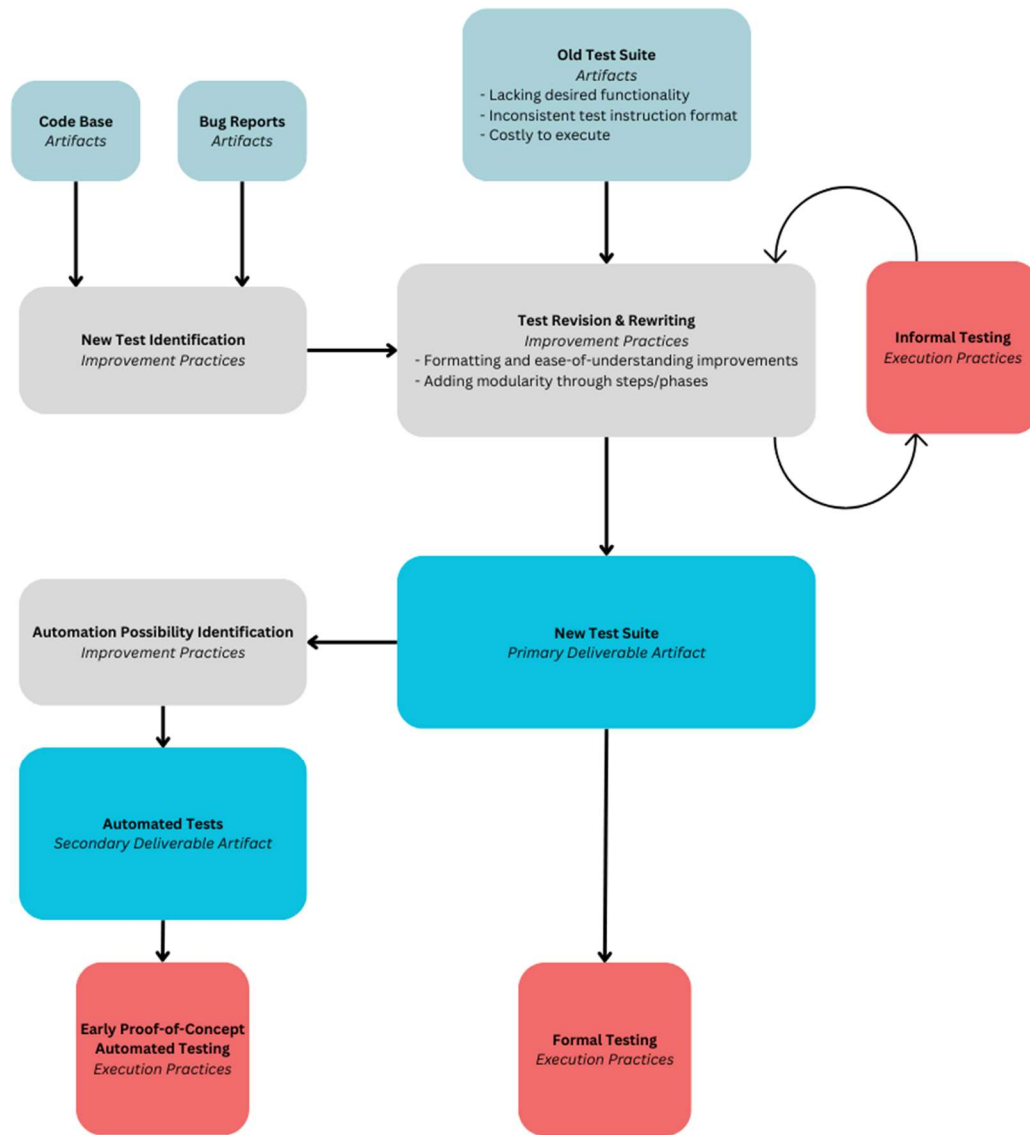 Old Test Suite
Artifacts
- Lacking desired functionality
- Inconsistent test instruction format
- Costly to execute
Code Base
Artifacts
Bug Reports
Artifacts
New Test Identification
Improvement Practices
Test Revision & Rewriting
Improvement Practices
- Formatting and ease-of-understanding improvements
- Adding modularity through steps/phases
Informal Testing
Execution Practices
Automation Possibility Identification
Improvement Practices
New Test Suite
Primary Deliverable Artifact
Automated Tests
Secondary Deliverable Artifact
Early Proof-of-Concept
Automated Testing
Execution Practices
Formal Testing
Execution Practices